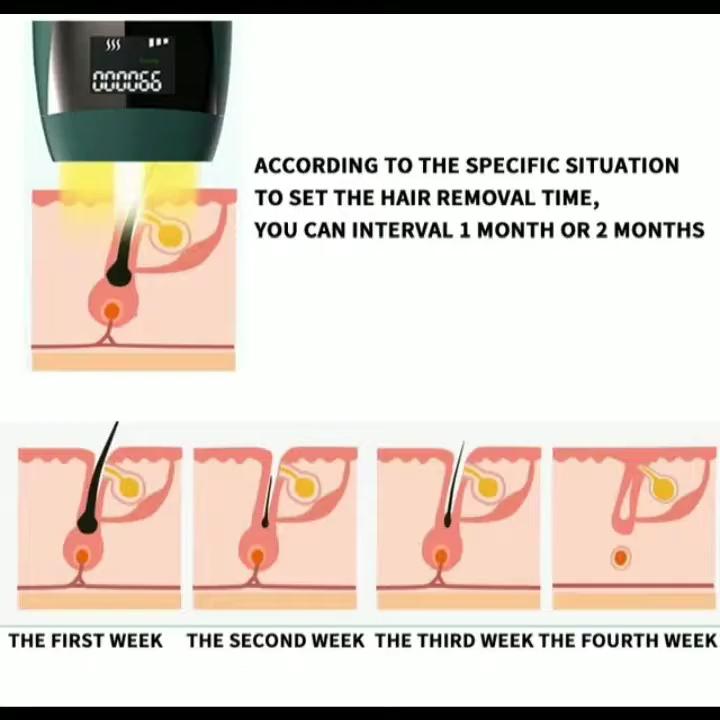 000066
ACCORDING TO THE SPECIFIC SITUATION
TO SET THE HAIR REMOVAL TIME,
YOU CAN INTERVAL 1 MONTH OR 2 MONTHS
THE FIRST WEEK
THE SECOND WEEK
THE THIRD WEEK
THE FOURTH WEEK